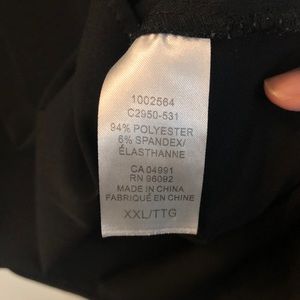 1002564
C2950-531
94% POLYESTER
6% SPANDEX/
ÉLASTHANNE
CA 04991
RN 96092
MADE IN CHINA
FABRIQUÉ EN CHINE
XXL/TTG